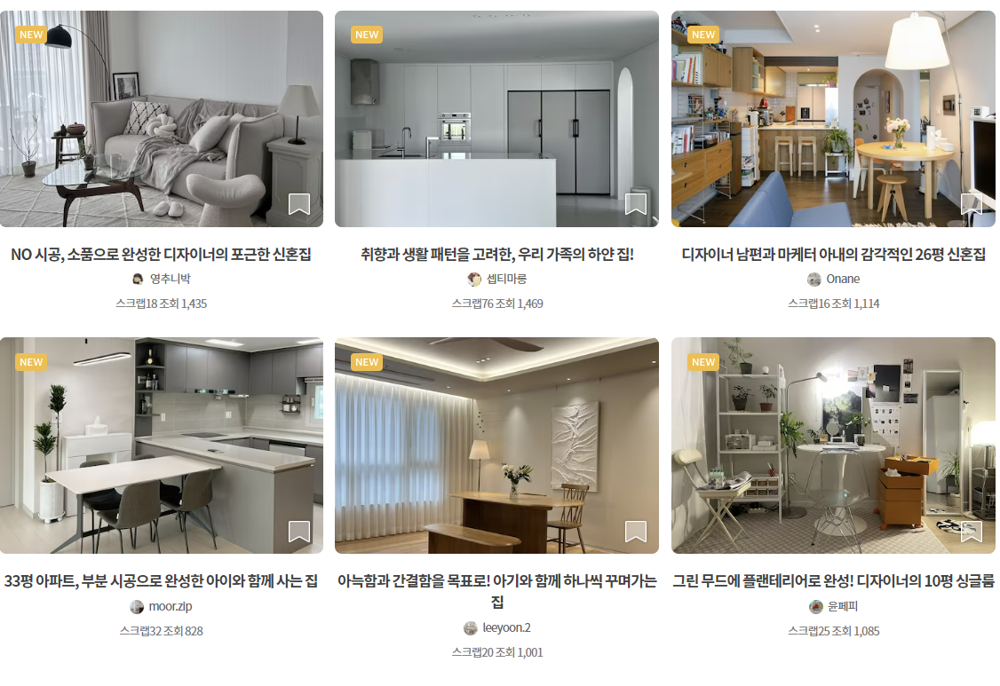 NEW
NEW
NEW
NO 시공, 소품으로 완성한 디자이너의 포근한 신혼집
영추니박
스크랩18 조회 1,435
취향과 생활 패턴을 고려한, 우리 가족의 하얀 집!
셉티마릉
스크랩76 조회 1,469
디자이너 남편과 마케터 아내의 감각적인 26평 신혼집
Onane
스크랩16 조회 1,114
NEW
NEW
NEW
33평 아파트, 부분 시공으로 완성한 아이와 함께 사는 집
moor.zip
스크랩32 조회 828
아늑함과 간결함을 목표로! 아기와 함께 하나씩 꾸며가는
집
leeyoon.2
스크랩20 조회 1,001
그린 무드에 플랜테리어로 완성! 디자이너의 10평 싱글룸
윤페피
스크랩25 조회 1,085